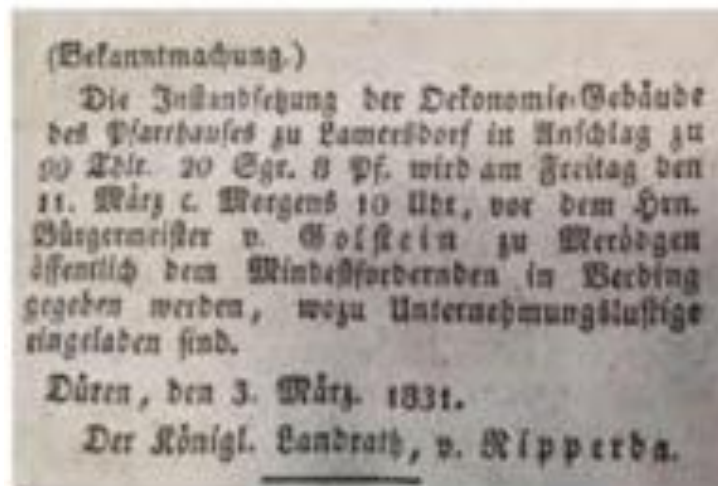 (Bekanntmachung.)
Die Instandsetzung der Oekonomie-Gebäude
des Pfarrhauses zu Lamersdorf in Anschlag zu
99 Thlr. 20 Sgr. 8 Pf. wird am Freitag den
11. März c. Morgens 10 Uhr, vor dem Hrn.
Bürgermeister v. Golstein zu Merödgen
öffentlich dem Mindestfordernden in Verding
gegeben werden, wozu Unternehmungslustige
eingeladen sind.
Düren, den 3. März. 1831.
Der Königl. Landrath, v. Ripperda.